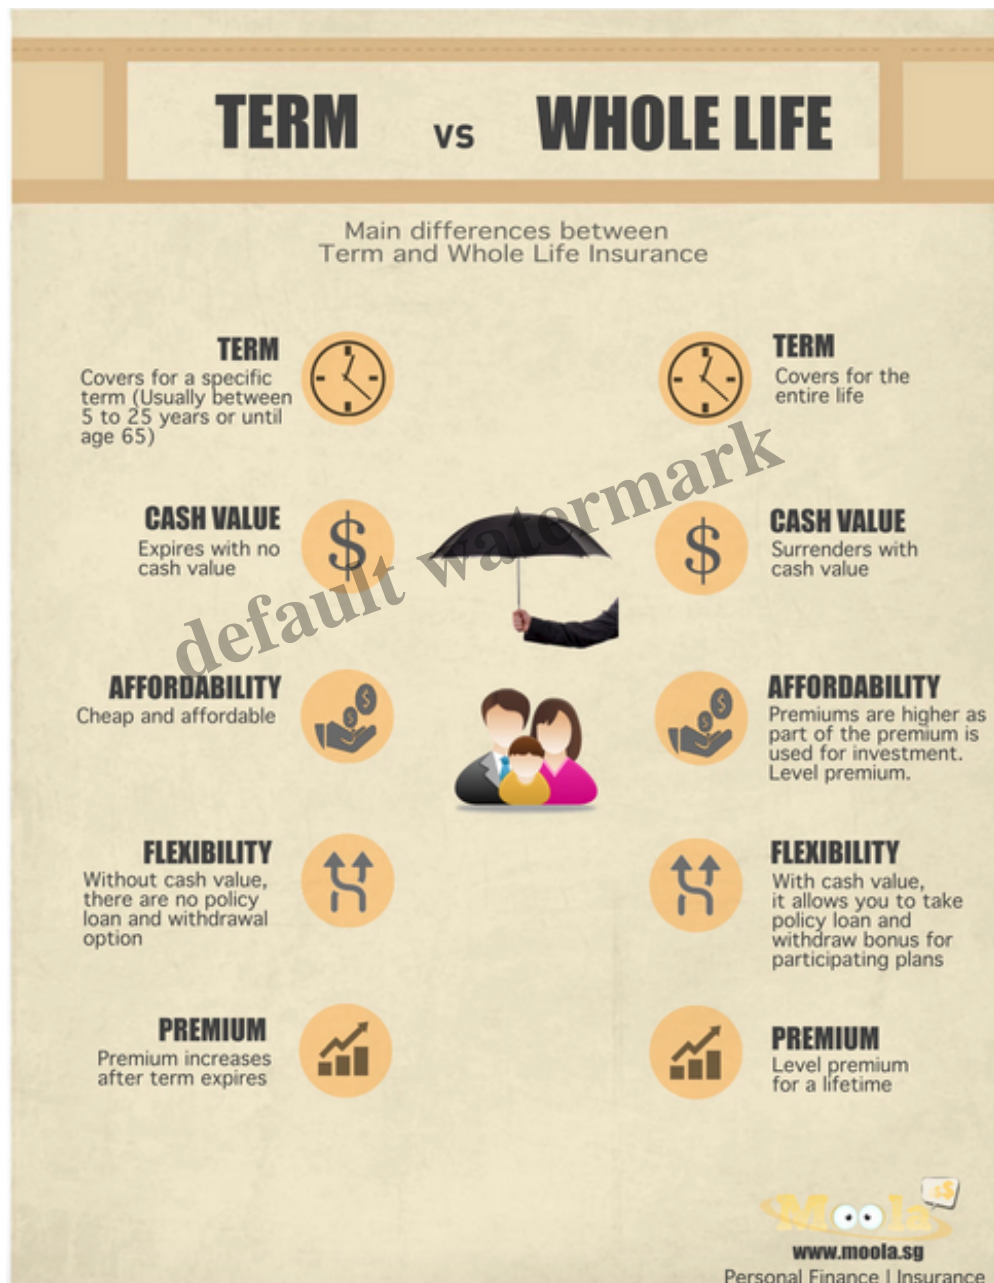 TERM vs WHOLE LIFE
Main differences between
Term and Whole Life Insurance
TERM
Covers for a specific
term (Usually between
5 to 25 years or until
age 65)
TERM
Covers for the
entire life
CASH VALUE
Expires with no
cash value
CASH VALUE
Surrenders with
cash value
default watermark
AFFORDABILITY
Cheap and affordable
AFFORDABILITY
Premiums are higher as
part of the premium is
used for investment.
Level premium.
FLEXIBILITY
Without cash value,
there are no policy
loan and withdrawal
option
FLEXIBILITY
With cash value,
it allows you to take
policy loan and
withdraw bonus for
participating plans
PREMIUM
Premium increases
after term expires
PREMIUM
Level premium
for a lifetime
Moola
www.moola.sg
Personal Finance | Insurance